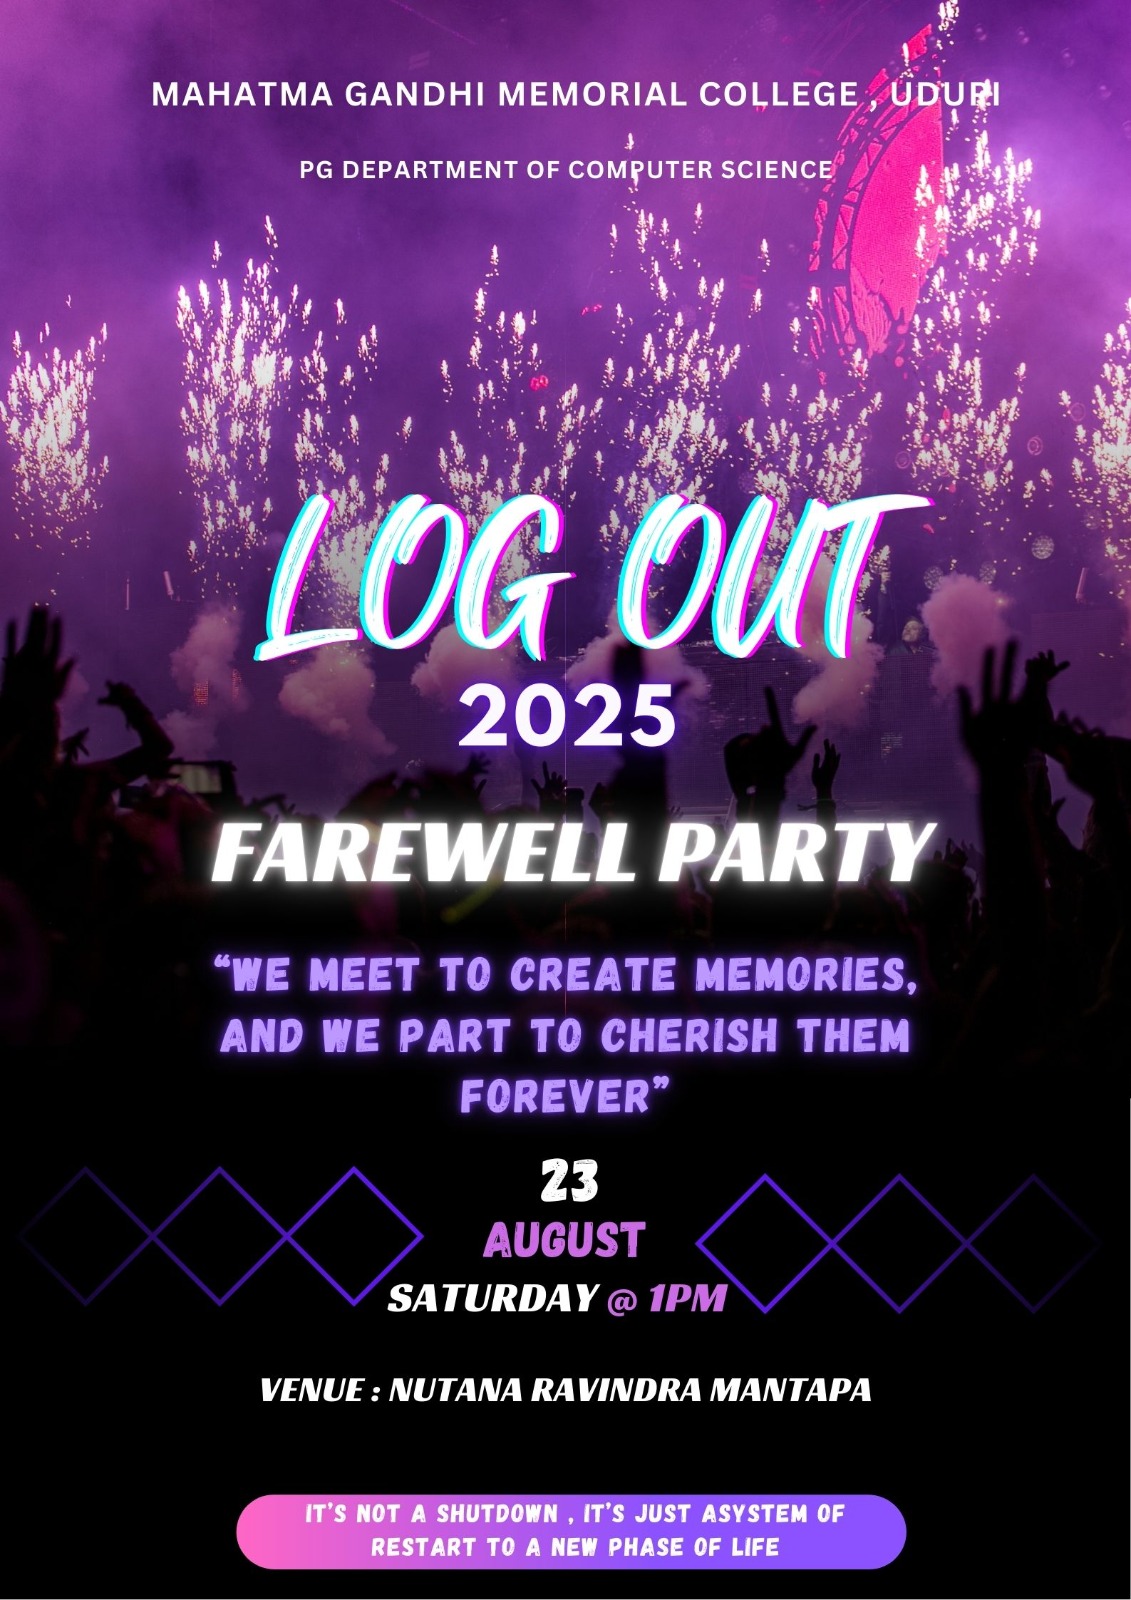 MAHATMA GANDHI MEMORIAL COLLEGE , UDUPI
PG DEPARTMENT OF COMPUTER SCIENCE
LOG OUT
2025
FAREWELL PARTY
“WE MEET TO CREATE MEMORIES,
AND WE PART TO CHERISH THEM
FOREVER”
23
AUGUST
SATURDAY @ 1PM
VENUE : NUTANA RAVINDRA MANTAPA
IT'S NOT A SHUTDOWN , IT'S JUST ASYSTEM OF
RESTART TO A NEW PHASE OF LIFE